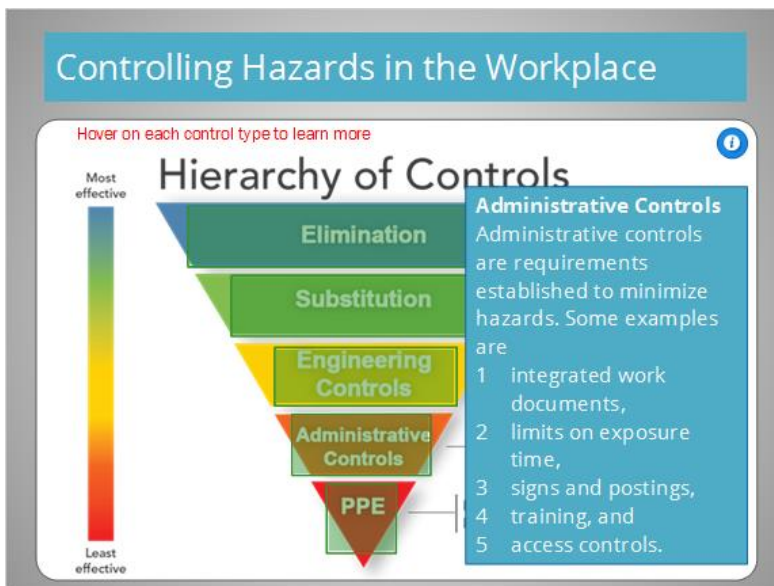 Controlling Hazards in the Workplace
Hover on each control type to learn more
i
Hierarchy of Controls
Most
effective
Elimination
Substitution
Engineering
Controls
Administrative
Controls
PPE
Least
effective
Administrative Controls
Administrative controls
are requirements
established to minimize
hazards. Some examples
are
1 integrated work
documents,
2 limits on exposure
time,
3 signs and postings,
4 training, and
5 access controls.